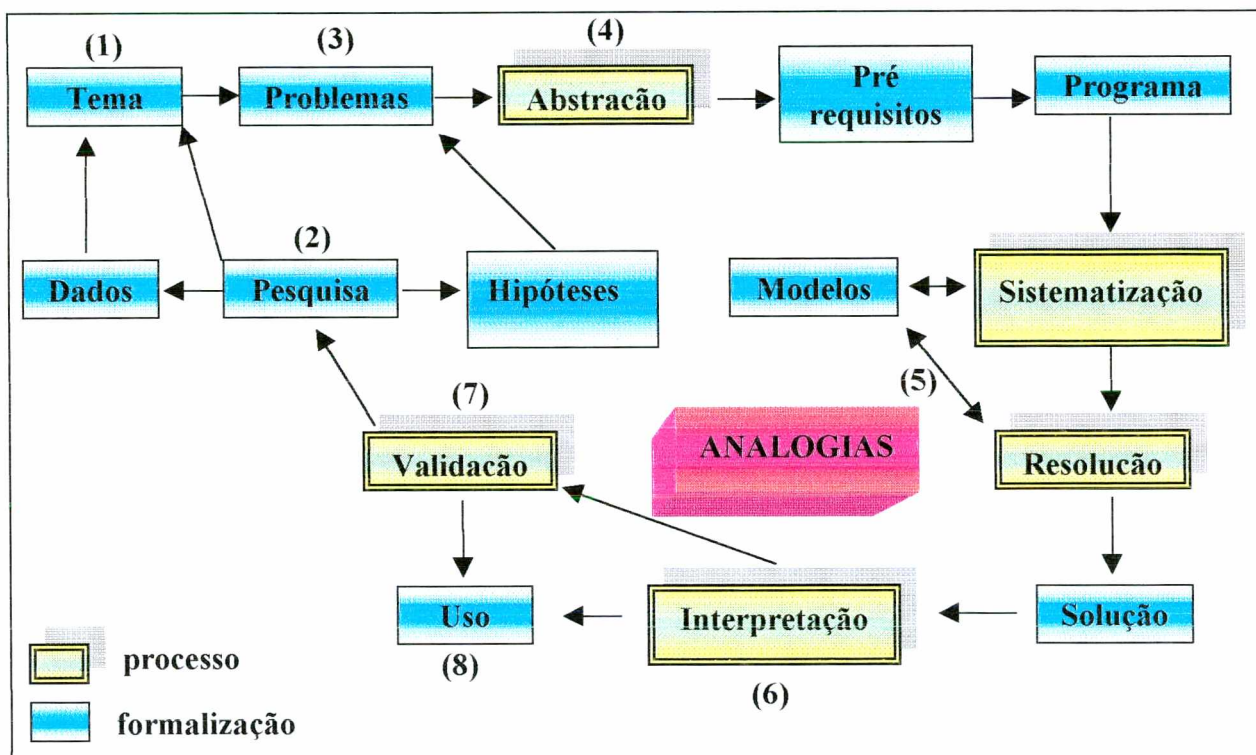 (1)
(3)
(4)
Tema
Problemas
Abstracão
Pré
requisitos
Programa
(2)
Dados
Pesquisa
Hipóteses
Modelos
Sistematização
(5)
(7)
Validacão
ANALOGIAS
Resolucão
Uso
Interpretação
Solução
(8)
(6)
processo
formalização